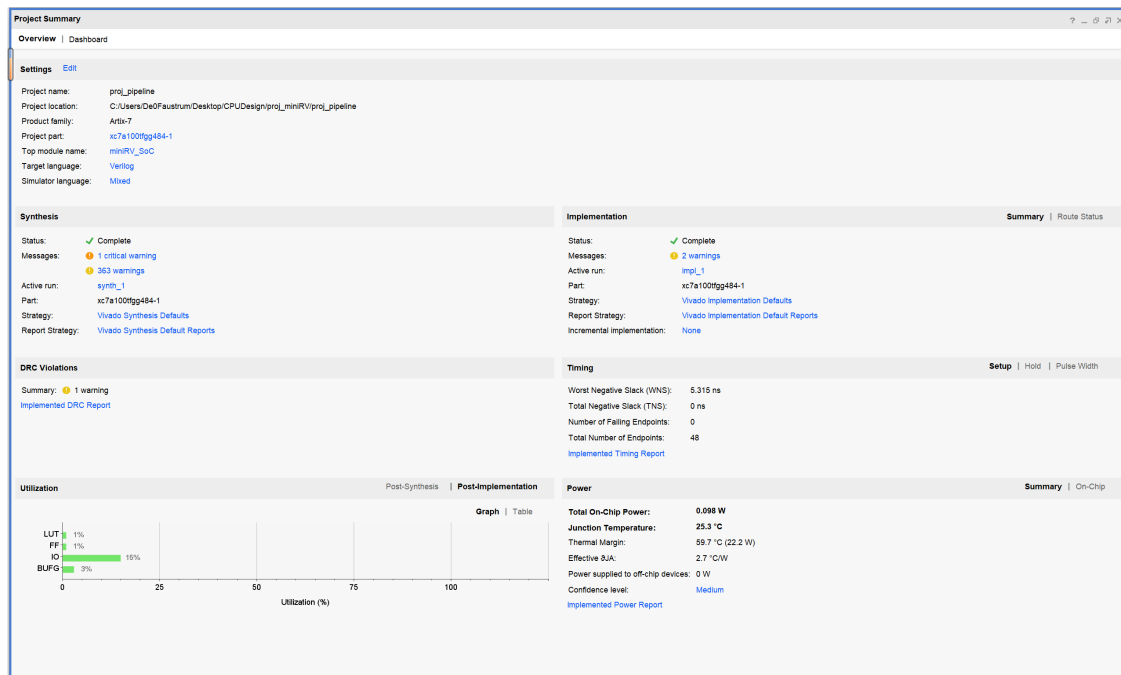 Project Summary
Overview | Dashboard
Settings Edit
Project name: proj_pipeline
Project location: C:/Users/De0Faustrum/Desktop/CPUDesign/proj_miniRV/proj_pipeline
Product family: Artix-7
Project part: xc7a100tfgg484-1
Top module name: miniRV_SoC
Target language: Verilog
Simulator language: Mixed
Synthesis
Status: Complete
Messages: 1 critical warning
363 warnings
Active run: synth_1
Part: xc7a100tfgg484-1
Strategy: Vivado Synthesis Defaults
Report Strategy: Vivado Synthesis Default Reports
Implementation Summary | Route Status
Status: Complete
Messages: 2 warnings
Active run: impl_1
Part: xc7a100tfgg484-1
Strategy: Vivado Implementation Defaults
Report Strategy: Vivado Implementation Default Reports
Incremental implementation: None
DRC Violations
Summary: 1 warning
Implemented DRC Report
Timing Setup | Hold | Pulse Width
Worst Negative Slack (WNS): 5.315 ns
Total Negative Slack (TNS): 0 ns
Number of Failing Endpoints: 0
Total Number of Endpoints: 48
Implemented Timing Report
Utilization Post-Synthesis | Post-Implementation
Graph | Table
LUT 1%
FF 1%
IO 15%
BUFG 3%
0 25 50 75 100
Utilization (%)
Power Summary | On-Chip
Total On-Chip Power: 0.098 W
Junction Temperature: 25.3 °C
Thermal Margin: 59.7 °C (22.2 W)
Effective ϑJA: 2.7 °C/W
Power supplied to off-chip devices: 0 W
Confidence level: Medium
Implemented Power Report